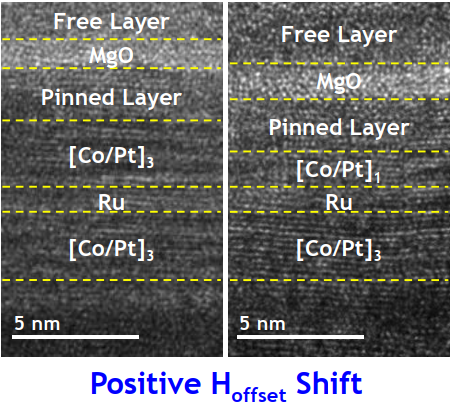 Free Layer
MgO
Pinned Layer
[Co/Pt]₃
Ru
[Co/Pt]₃
5 nm
Free Layer
MgO
Pinned Layer
[Co/Pt]₁
Ru
[Co/Pt]₃
5 nm
Positive H_offset Shift